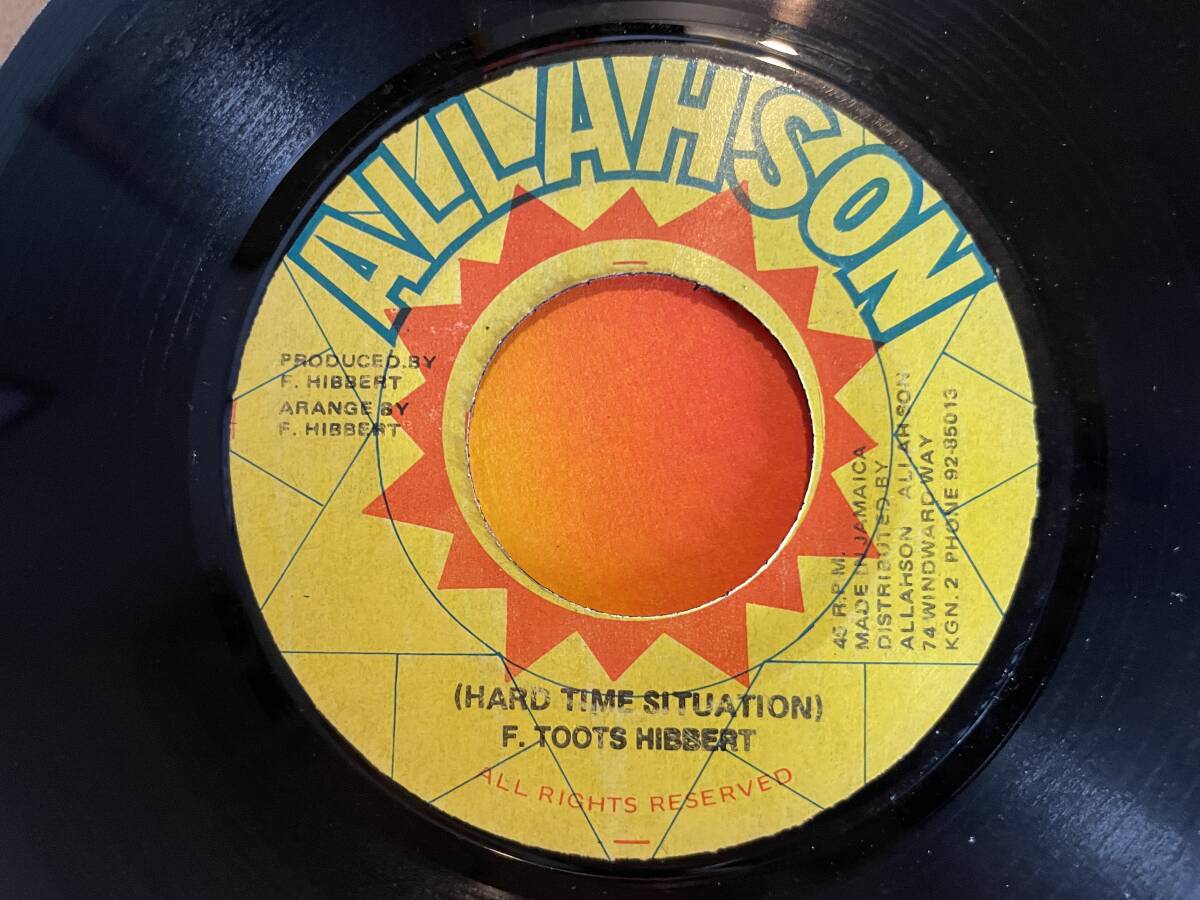 ALLAHSON
PRODUCED.BY
F. HIBBERT
ARANGE BY
F. HIBBERT
45 R.P.M.
MADE IN JAMAICA
DISTRIBUTED BY
ALLAHSON ALLAHSON
74 WINDWARD WAY
KGN. 2 PHONE 92-85013
(HARD TIME SITUATION)
F. TOOTS HIBBERT
ALL RIGHTS RESERVED